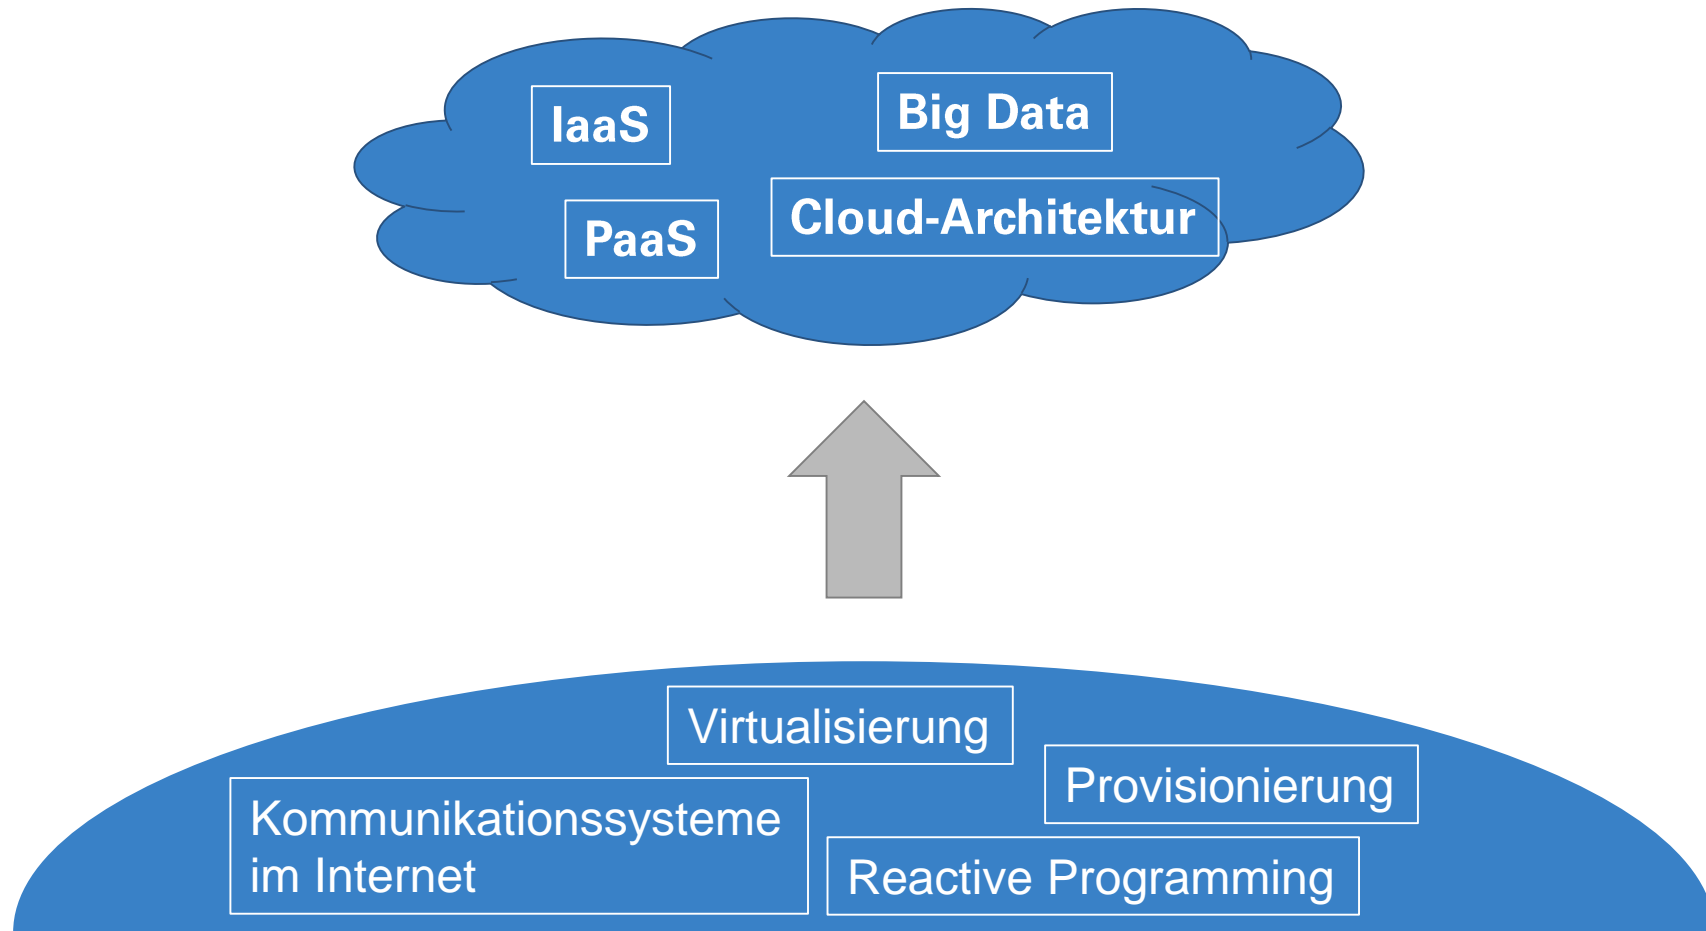 IaaS
Big Data
PaaS
Cloud-Architektur
Virtualisierung
Provisionierung
Kommunikationssysteme
im Internet
Reactive Programming